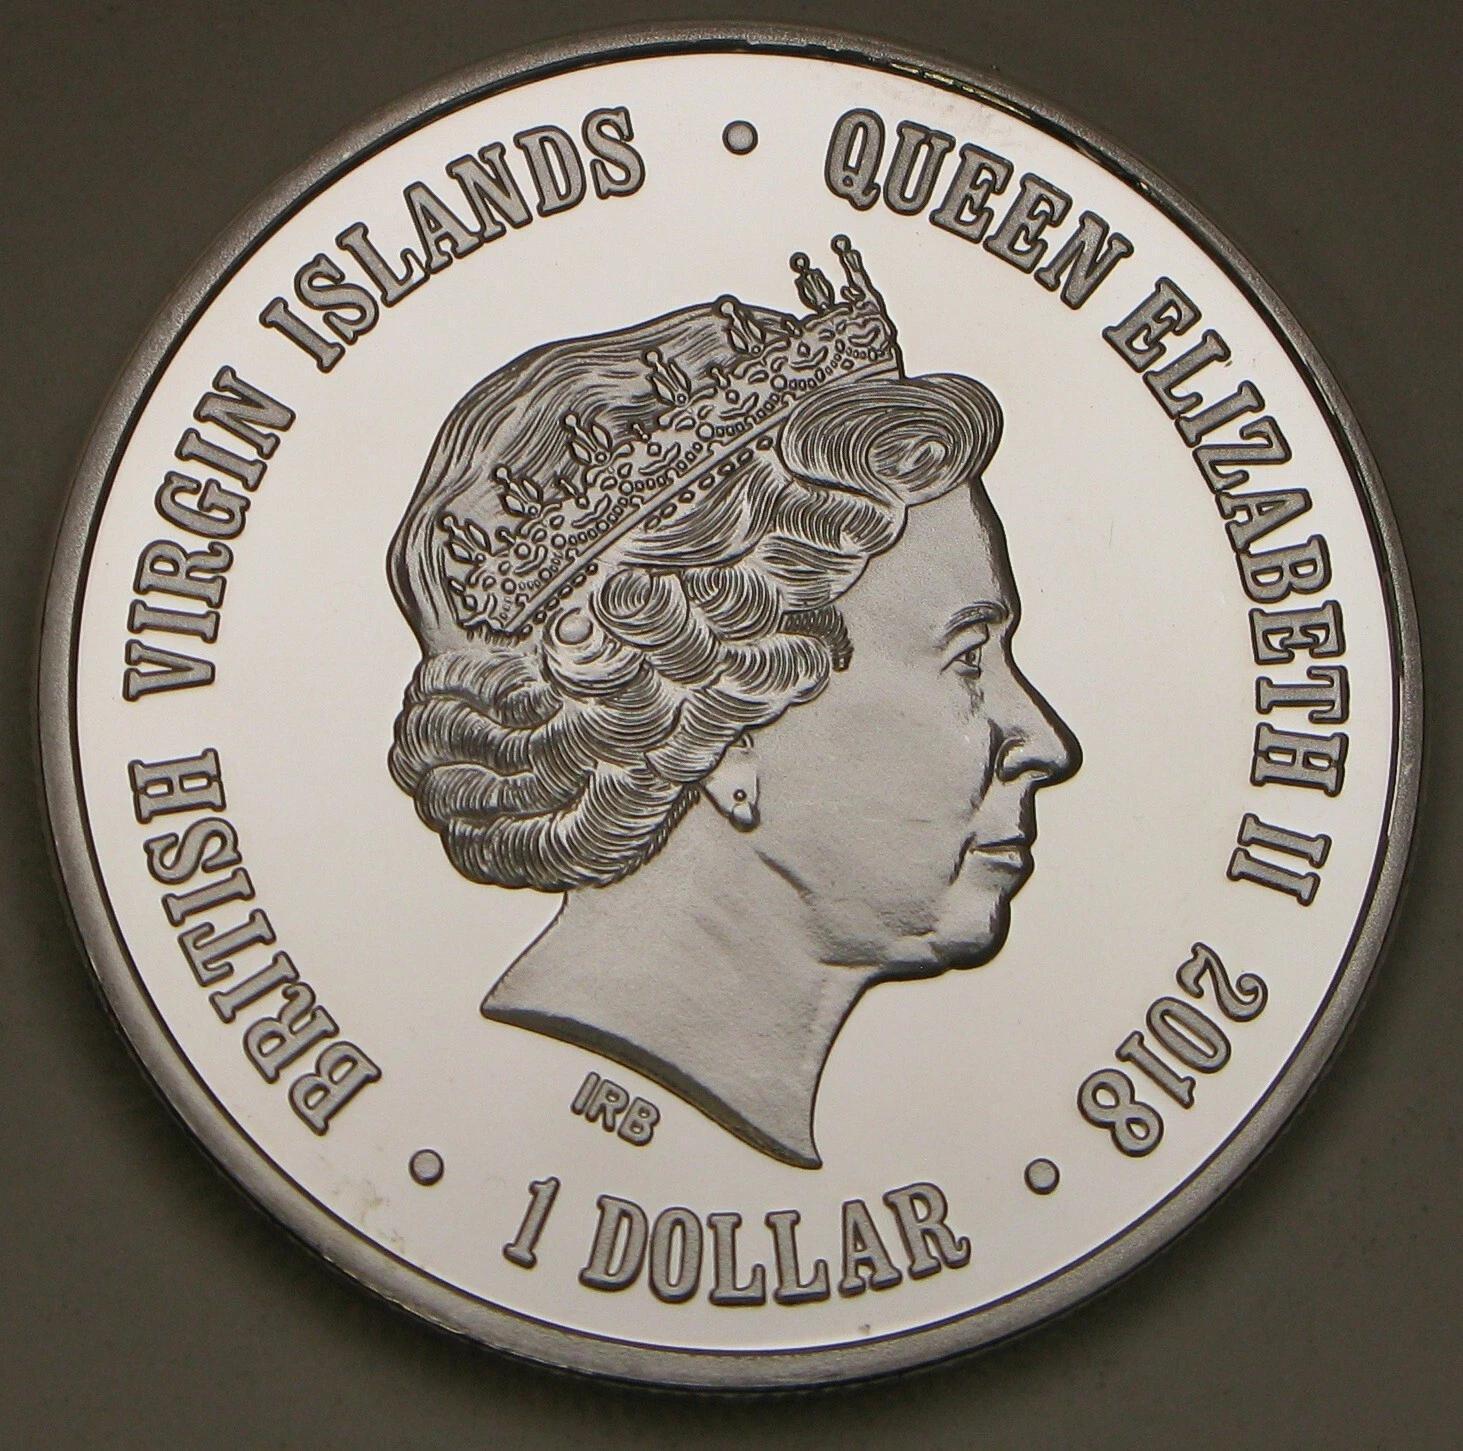 BRITISH VIRGIN ISLANDS • QUEEN ELIZABETH II 2018 • 1 DOLLAR •
IRB